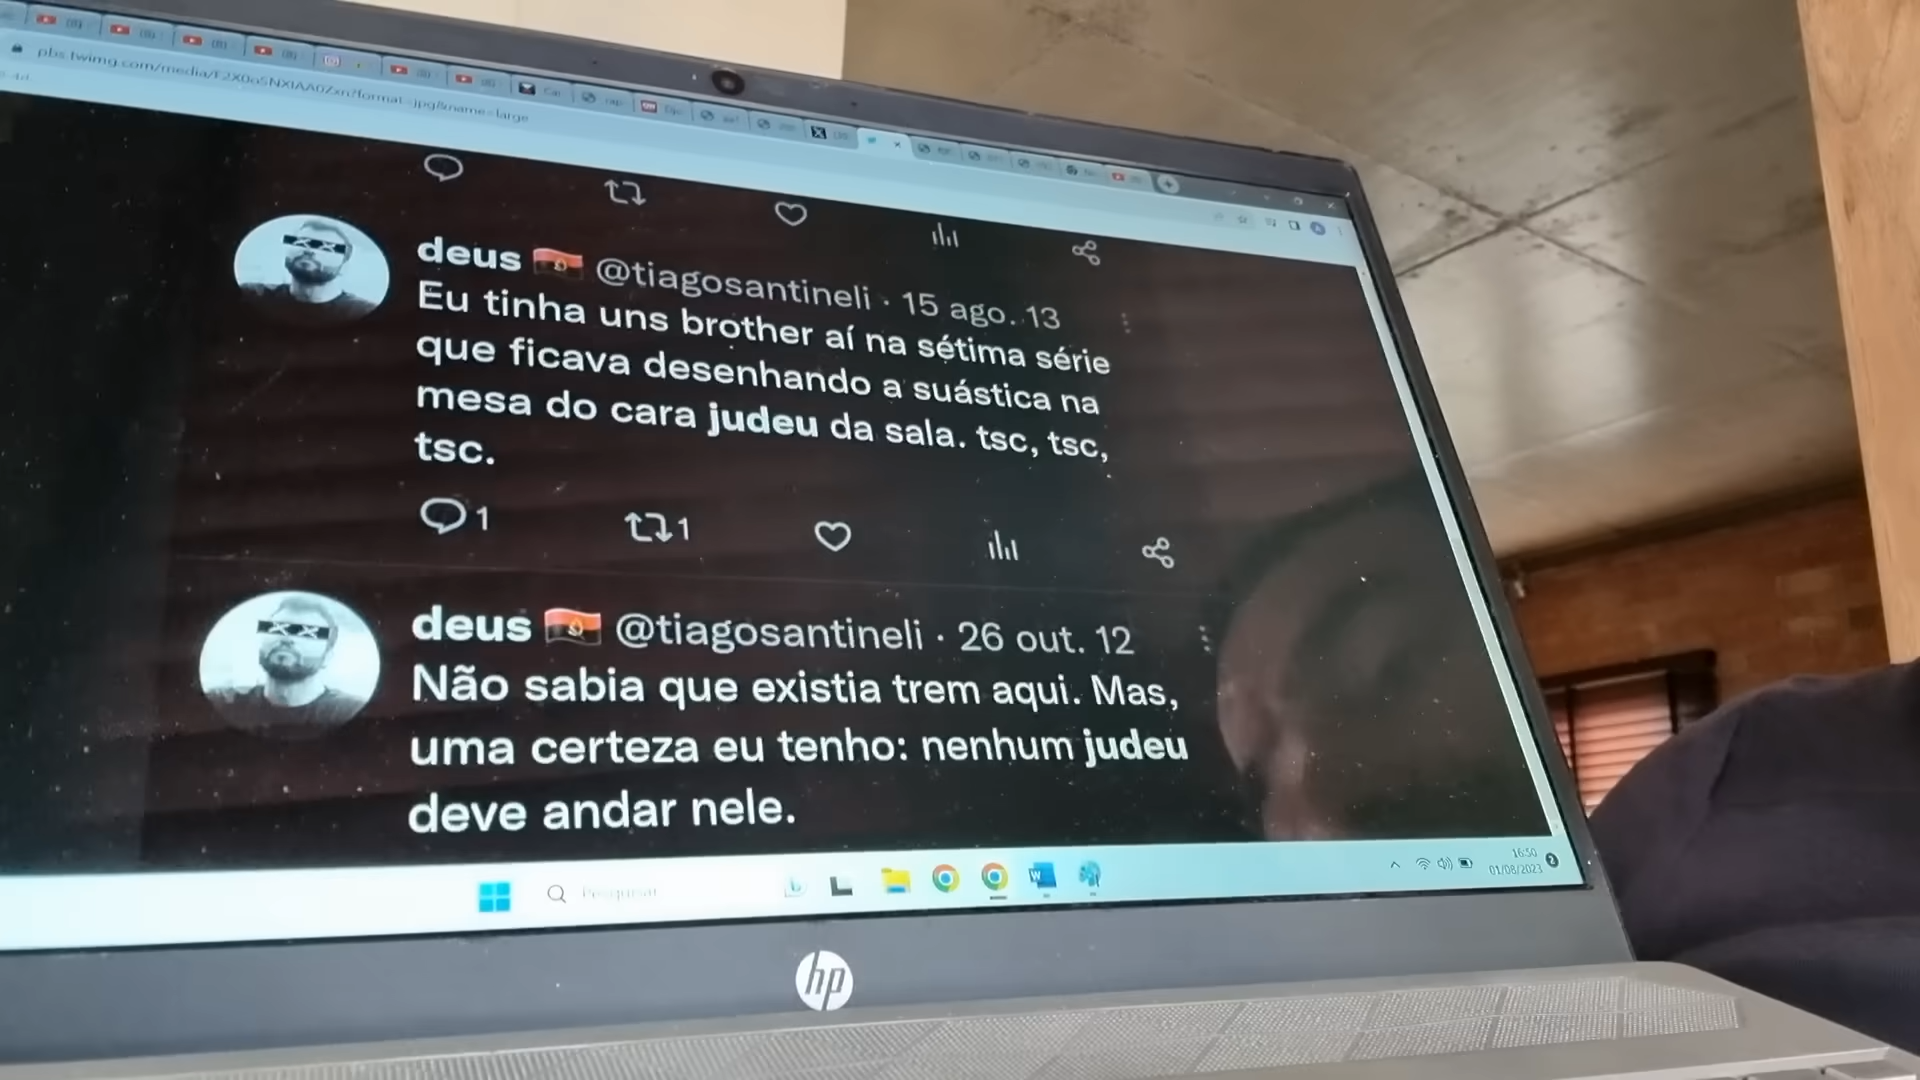 pbs.twimg.com/media/F2X0oSNXIAA0Zxn?format=jpg&name=large
deus @tiagosantineli · 15 ago. 13
Eu tinha uns brother aí na sétima série
que ficava desenhando a suástica na
mesa do cara judeu da sala. tsc, tsc,
tsc.
1 1
deus @tiagosantineli · 26 out. 12
Não sabia que existia trem aqui. Mas,
uma certeza eu tenho: nenhum judeu
deve andar nele.
Pesquisar
16:50
01/08/2023
2
hp